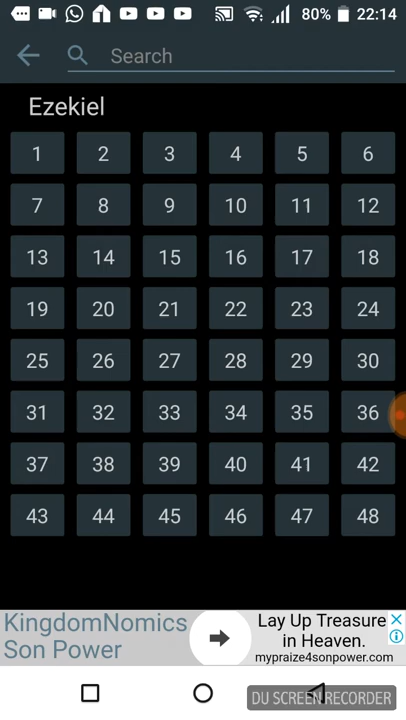 80% 22:14
Search
Ezekiel
1 2 3 4 5 6
7 8 9 10 11 12
13 14 15 16 17 18
19 20 21 22 23 24
25 26 27 28 29 30
31 32 33 34 35 36
37 38 39 40 41 42
43 44 45 46 47 48
KingdomNomics
Son Power
Lay Up Treasure
in Heaven.
mypraize4sonpower.com
DU SCREEN RECORDER